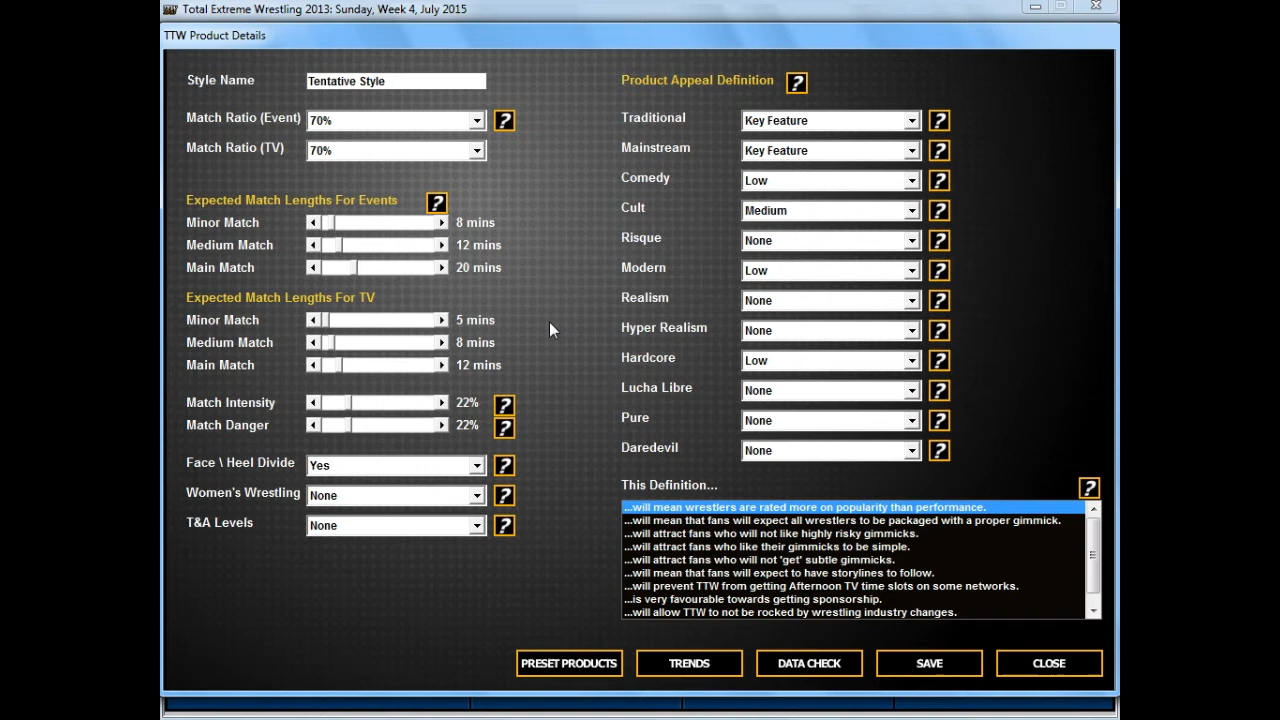 Total Extreme Wrestling 2013: Sunday, Week 4, July 2015
TTW Product Details
Style Name
Tentative Style
Match Ratio (Event)
70%
?
Match Ratio (TV)
70%
Expected Match Lengths For Events
?
Minor Match
8 mins
Medium Match
12 mins
Main Match
20 mins
Expected Match Lengths For TV
Minor Match
5 mins
Medium Match
8 mins
Main Match
12 mins
Match Intensity
22%
?
Match Danger
22%
?
Face \ Heel Divide
Yes
?
Women's Wrestling
None
?
T&A Levels
None
?
Product Appeal Definition
?
Traditional
Key Feature
?
Mainstream
Key Feature
?
Comedy
Low
?
Cult
Medium
?
Risque
None
?
Modern
Low
?
Realism
None
?
Hyper Realism
None
?
Hardcore
Low
?
Lucha Libre
None
?
Pure
None
?
Daredevil
None
?
This Definition...
?
...will mean wrestlers are rated more on popularity than performance.
...will mean that fans will expect all wrestlers to be packaged with a proper gimmick.
...will attract fans who will not like highly risky gimmicks.
...will attract fans who like their gimmicks to be simple.
...will attract fans who will not 'get' subtle gimmicks.
...will mean that fans will expect to have storylines to follow.
...will prevent TTW from getting Afternoon TV time slots on some networks.
...is very favourable towards getting sponsorship.
...will allow TTW to not be rocked by wrestling industry changes.
PRESET PRODUCTS
TRENDS
DATA CHECK
SAVE
CLOSE